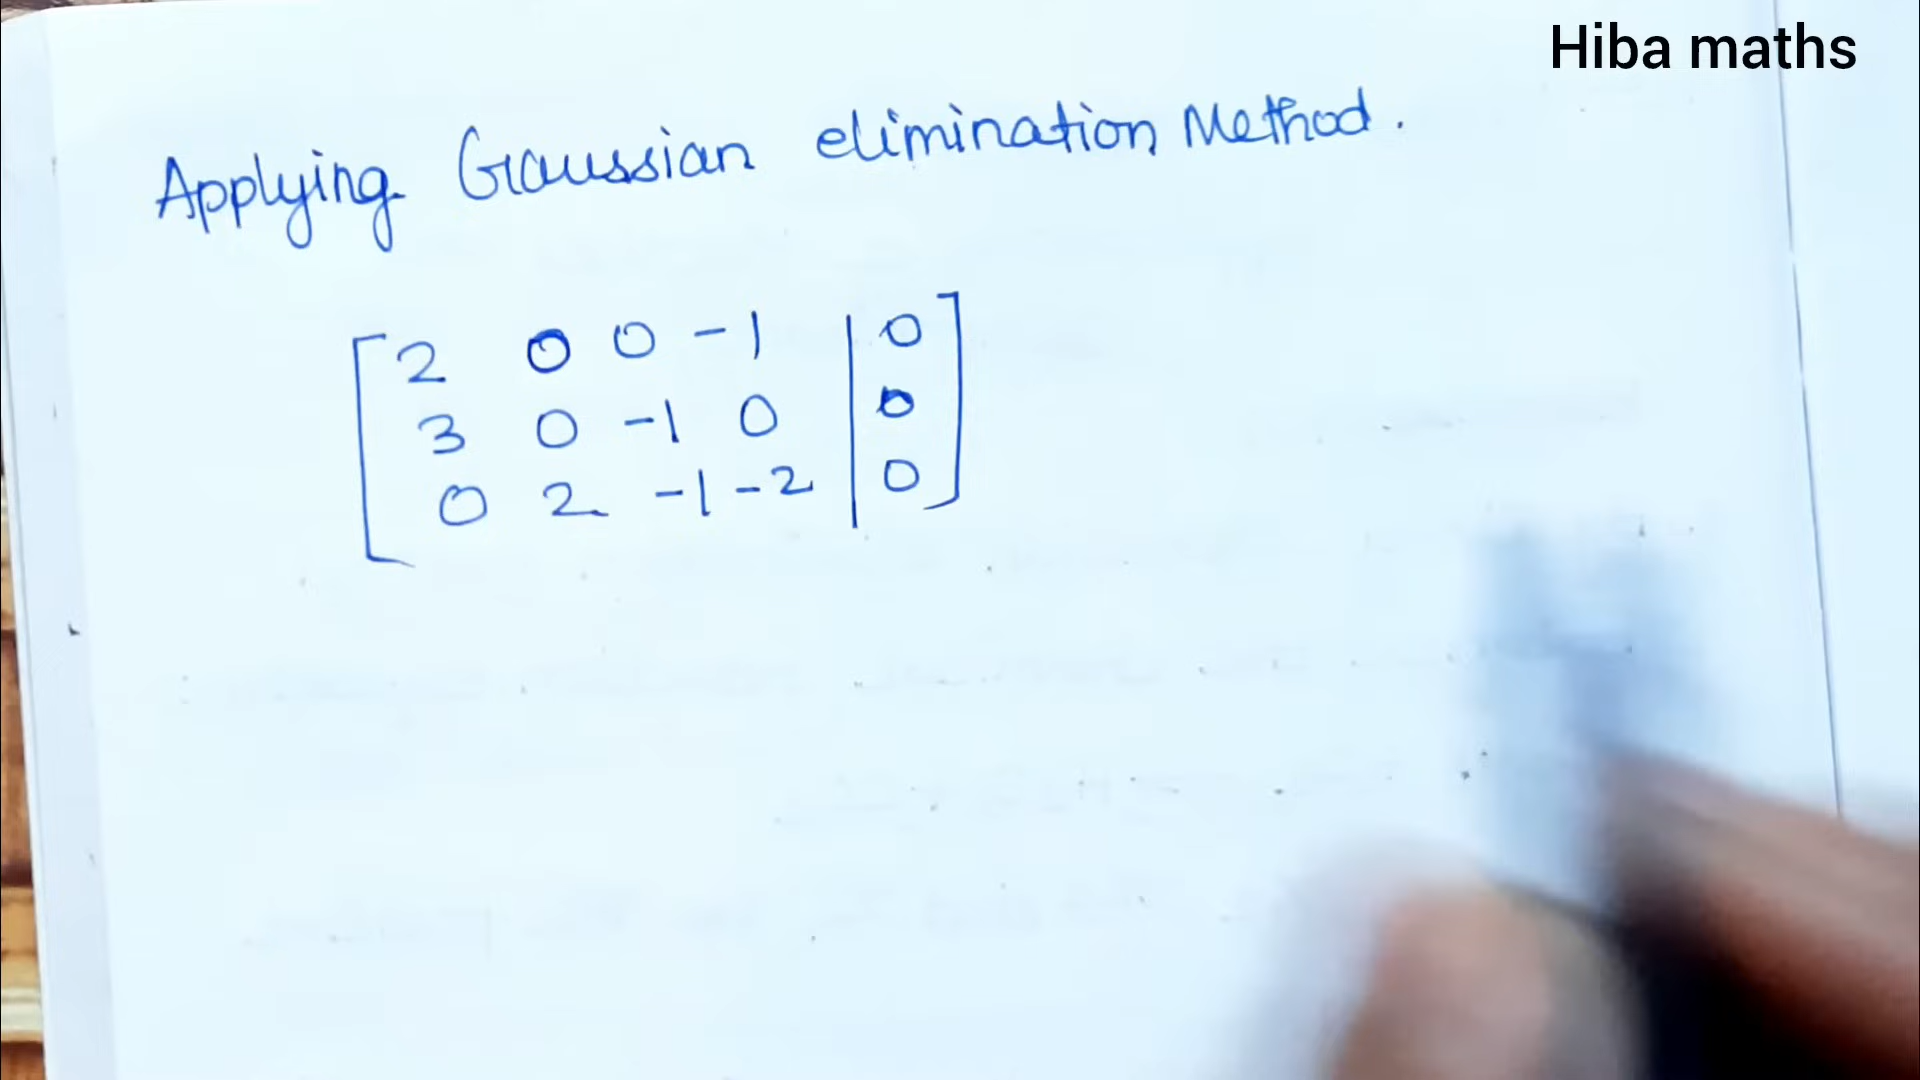 Hiba maths
Applying Gaussian elimination Method.
2 0 0 -1 | 0
3 0 -1 0 | 0
0 2 -1 -2 | 0